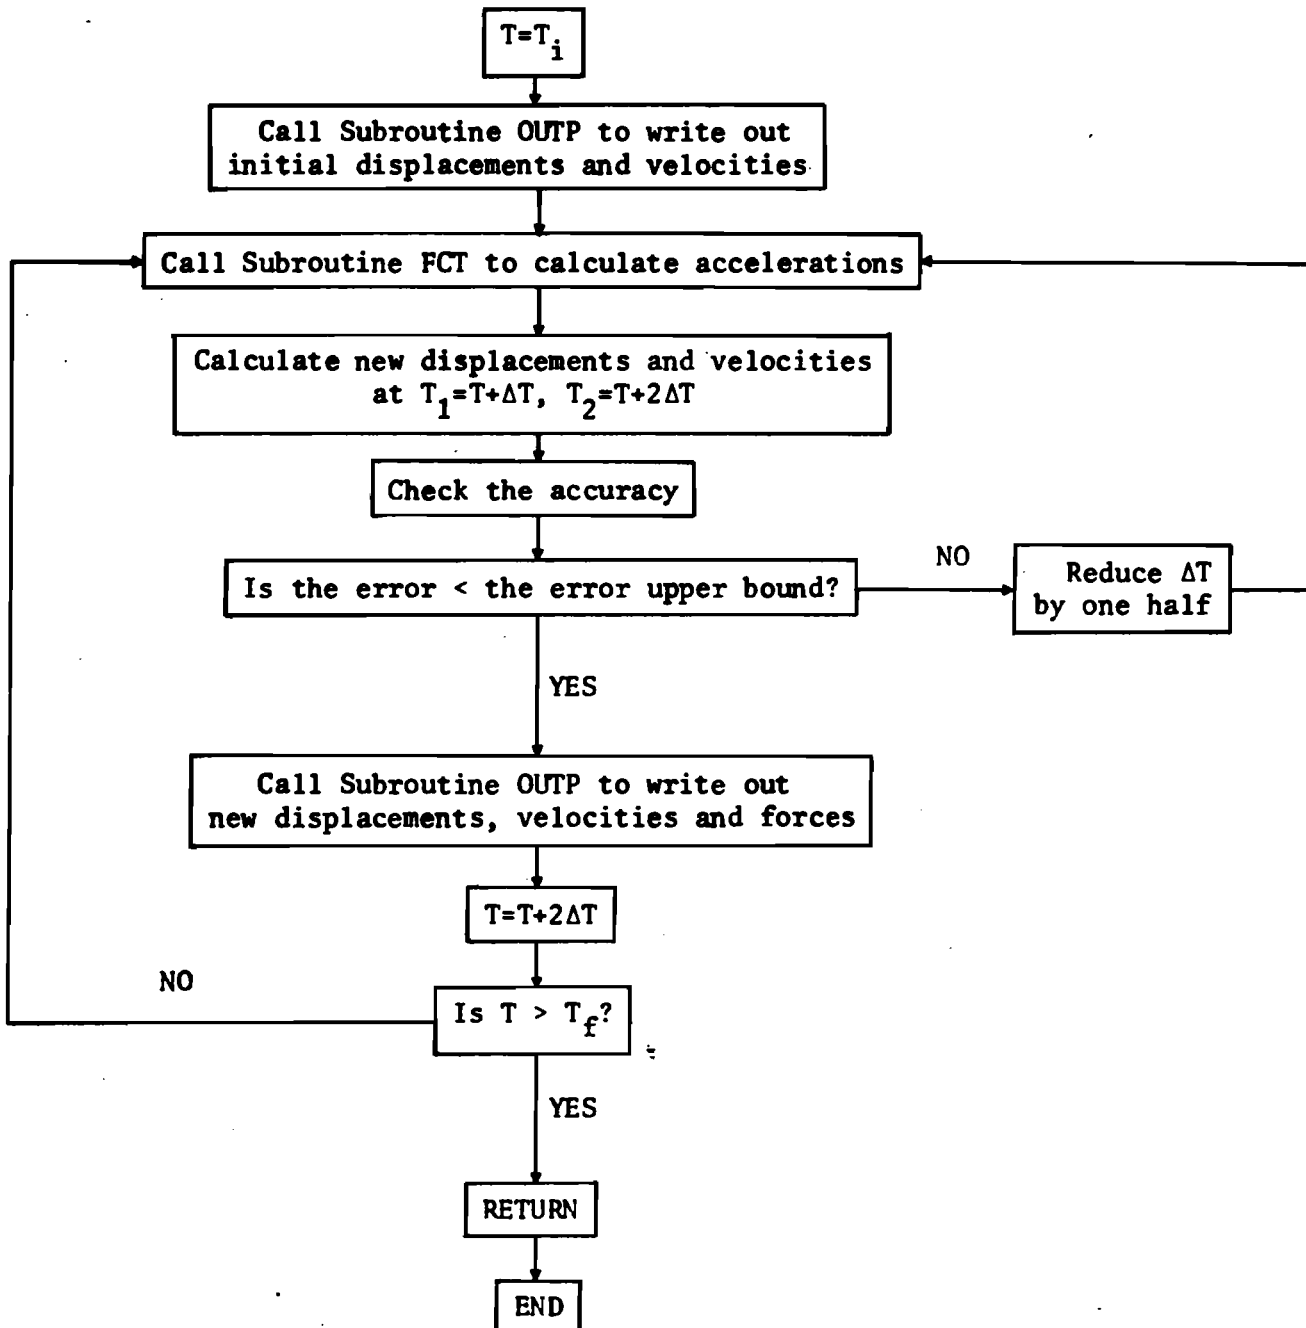 T=T_i
Call Subroutine OUTP to write out
initial displacements and velocities
Call Subroutine FCT to calculate accelerations
Calculate new displacements and velocities
at T_1=T+ΔT, T_2=T+2ΔT
Check the accuracy
Is the error < the error upper bound?
NO
Reduce ΔT
by one half
YES
Call Subroutine OUTP to write out
new displacements, velocities and forces
T=T+2ΔT
NO
Is T > T_f?
YES
RETURN
END